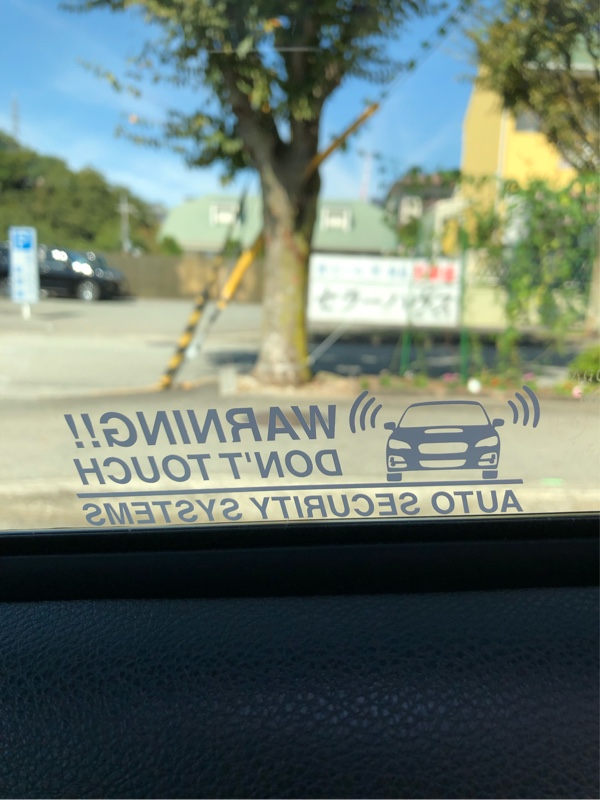 WARNING!!
DON'T TOUCH
AUTO SECURITY SYSTEMS
P